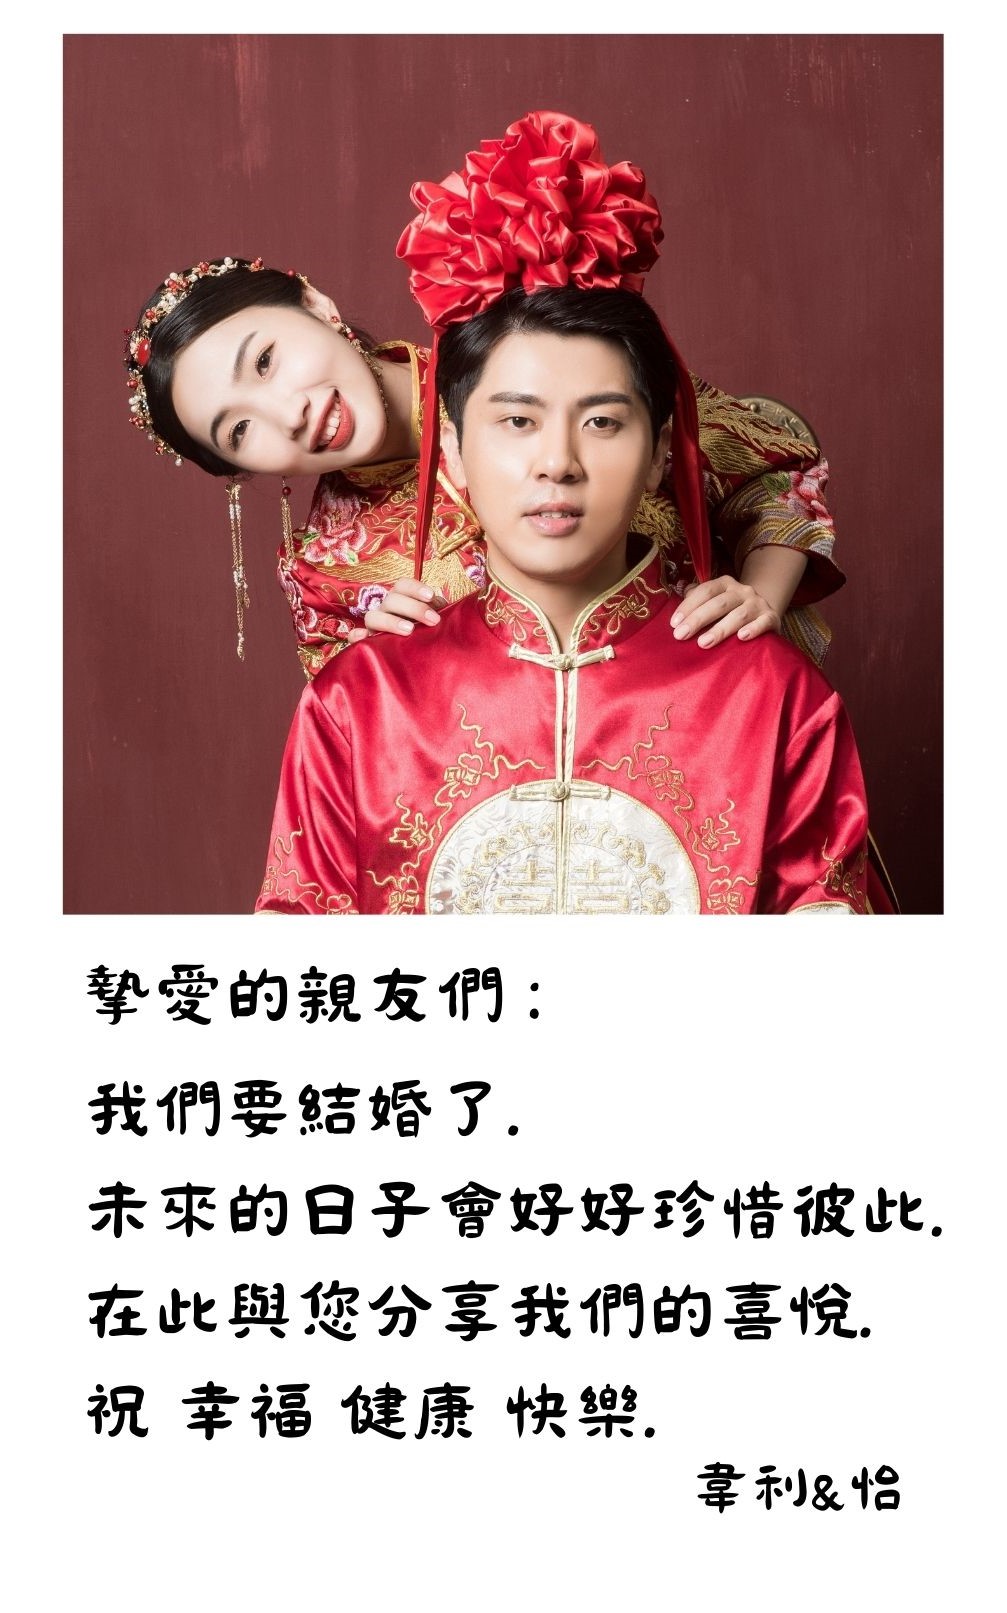 摯愛的親友們:
我們要結婚了.
未來的日子會好好珍惜彼此.
在此與您分享我們的喜悅.
祝 幸福 健康 快樂.
韋利&怡